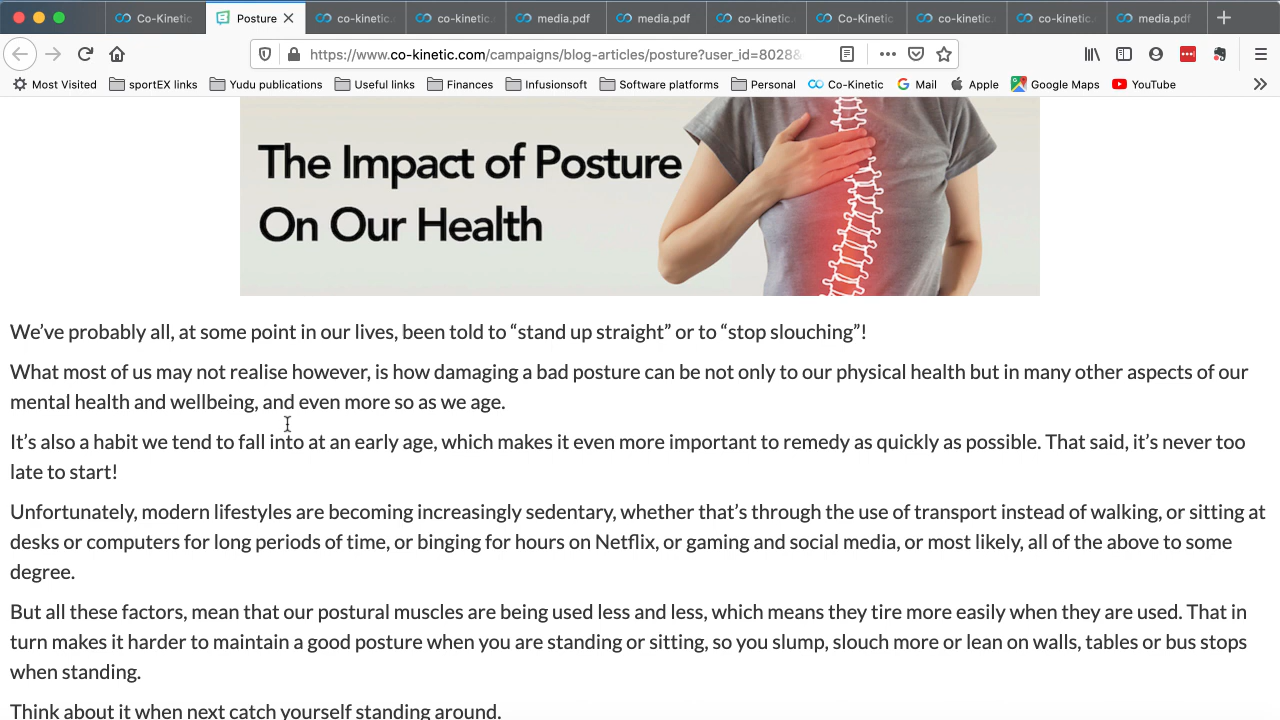 Co-Kinetic
Posture
co-kinetic.
co-kinetic.
media.pdf
media.pdf
co-kinetic.
Co-Kinetic
co-kinetic.
co-kinetic.
media.pdf
https://www.co-kinetic.com/campaigns/blog-articles/posture?user_id=8028&
Most Visited
sportEX links
Yudu publications
Useful links
Finances
Infusionsoft
Software platforms
Personal
Co-Kinetic
Mail
Apple
Google Maps
YouTube
The Impact of Posture
On Our Health
We’ve probably all, at some point in our lives, been told to “stand up straight” or to “stop slouching”!
What most of us may not realise however, is how damaging a bad posture can be not only to our physical health but in many other aspects of our
mental health and wellbeing, and even more so as we age.
It’s also a habit we tend to fall into at an early age, which makes it even more important to remedy as quickly as possible. That said, it’s never too
late to start!
Unfortunately, modern lifestyles are becoming increasingly sedentary, whether that’s through the use of transport instead of walking, or sitting at
desks or computers for long periods of time, or binging for hours on Netflix, or gaming and social media, or most likely, all of the above to some
degree.
But all these factors, mean that our postural muscles are being used less and less, which means they tire more easily when they are used. That in
turn makes it harder to maintain a good posture when you are standing or sitting, so you slump, slouch more or lean on walls, tables or bus stops
when standing.
Think about it when next catch yourself standing around.